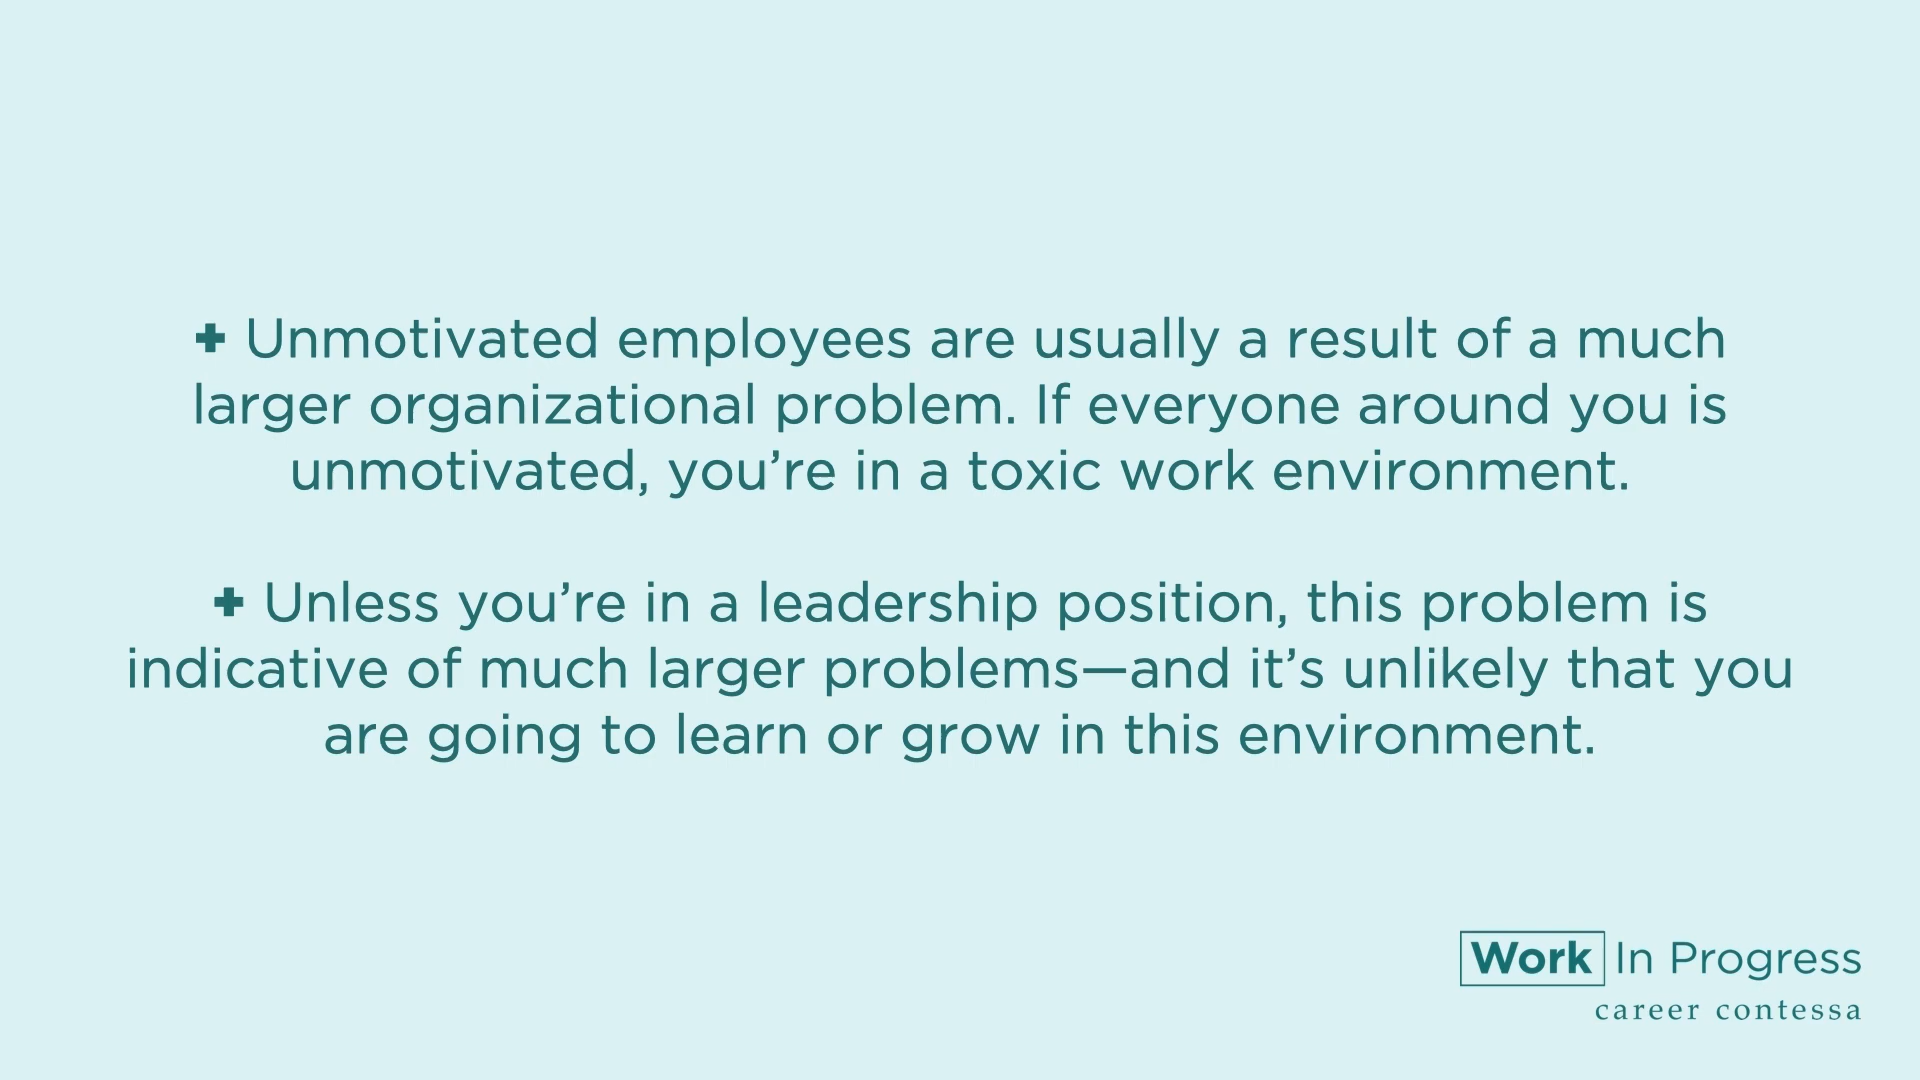 ✚ Unmotivated employees are usually a result of a much
larger organizational problem. If everyone around you is
unmotivated, you’re in a toxic work environment.
✚ Unless you’re in a leadership position, this problem is
indicative of much larger problems—and it’s unlikely that you
are going to learn or grow in this environment.
Work In Progress
career contessa